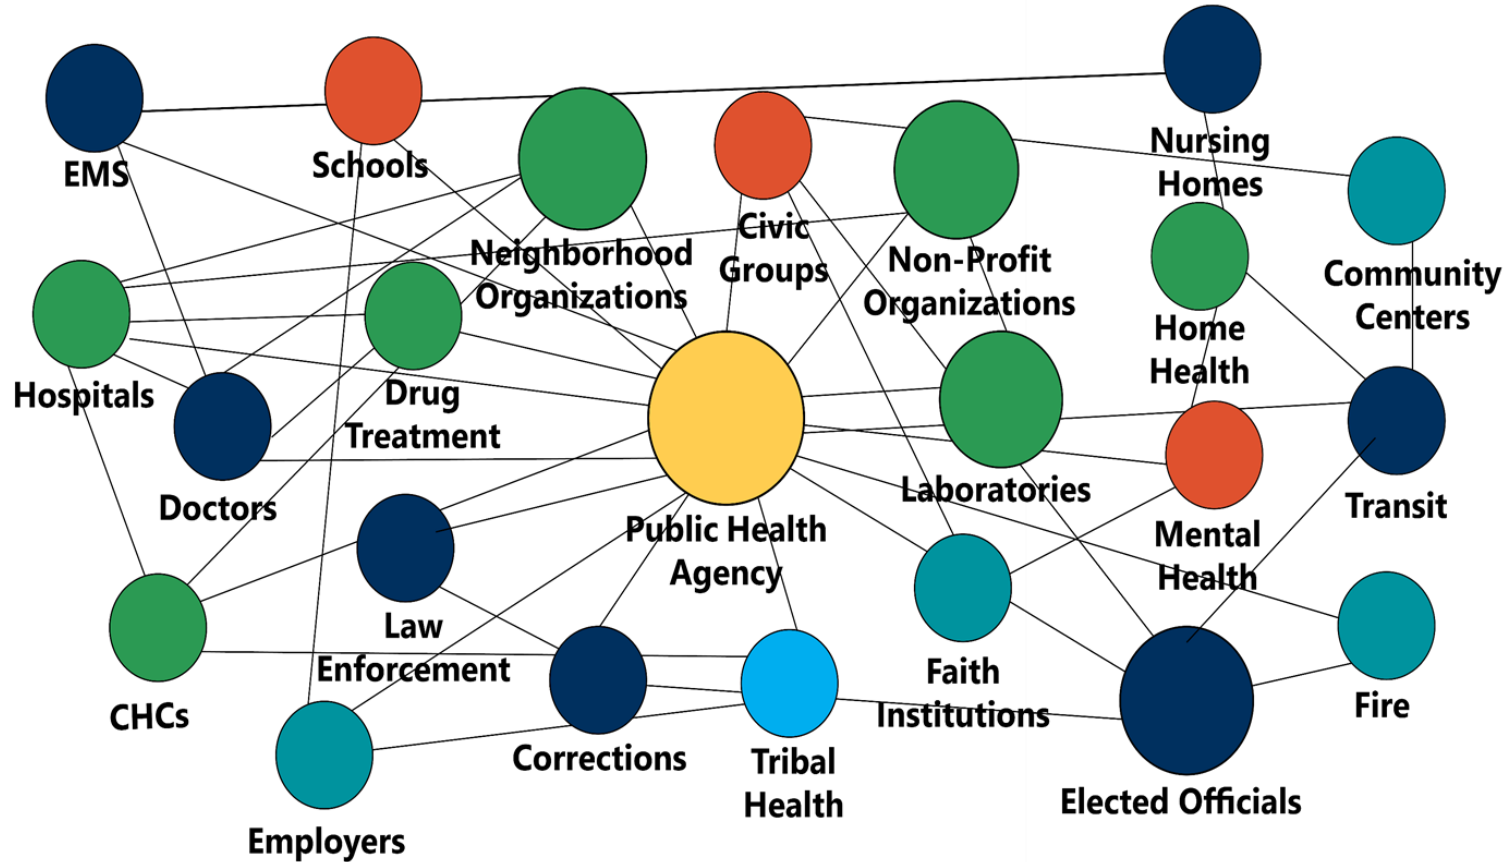 EMS
Schools
Neighborhood
Organizations
Civic
Groups
Non-Profit
Organizations
Nursing
Homes
Community
Centers
Hospitals
Drug
Treatment
Home
Health
Doctors
Public Health
Agency
Laboratories
Mental
Health
Transit
CHCs
Law
Enforcement
Corrections
Tribal
Health
Faith
Institutions
Fire
Employers
Elected Officials